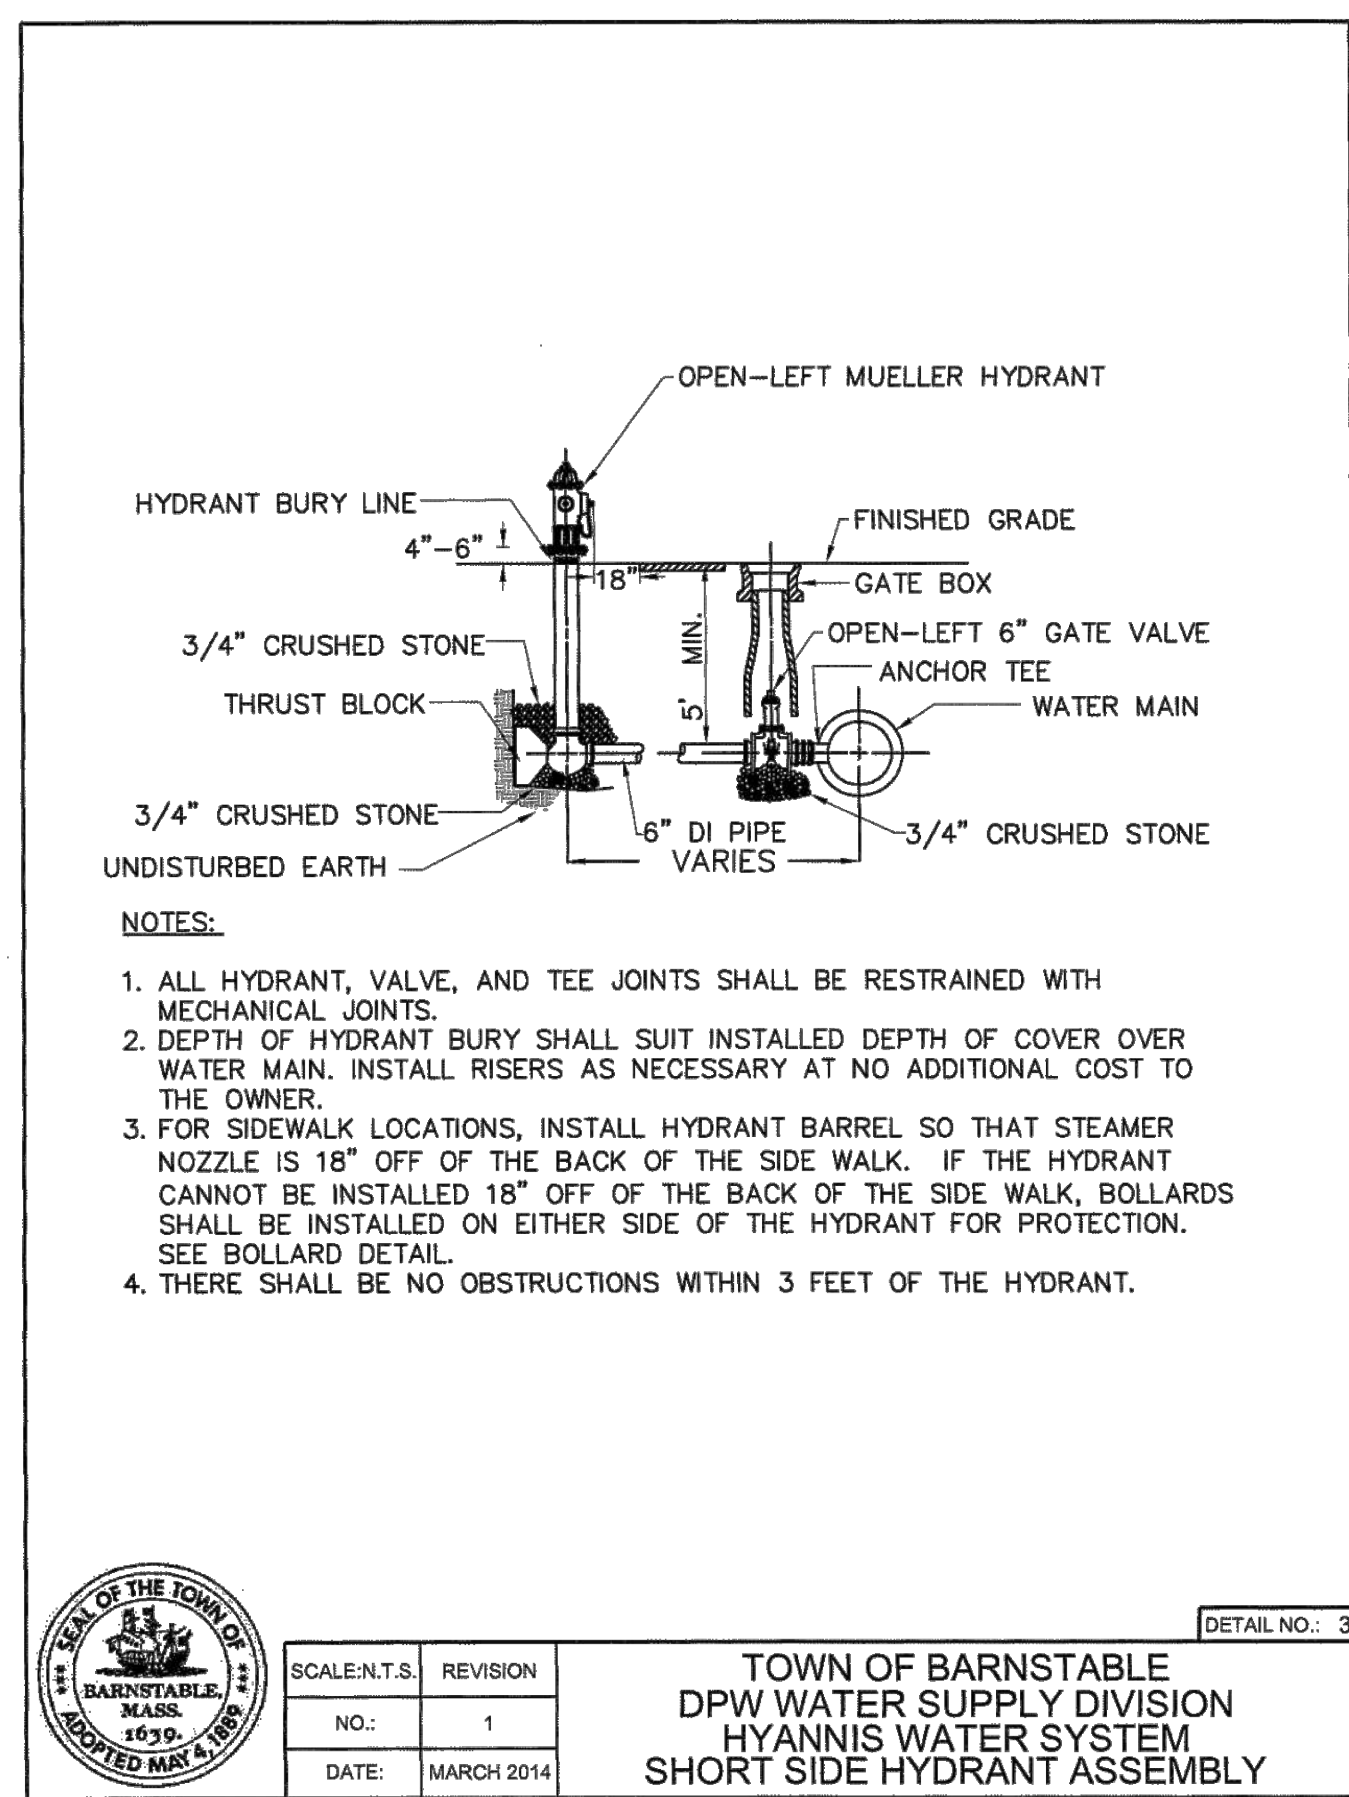 OPEN-LEFT MUELLER HYDRANT
HYDRANT BURY LINE
4"-6"
FINISHED GRADE
18"
GATE BOX
3/4" CRUSHED STONE
5' MIN.
OPEN-LEFT 6" GATE VALVE
ANCHOR TEE
THRUST BLOCK
WATER MAIN
3/4" CRUSHED STONE
6" DI PIPE
3/4" CRUSHED STONE
VARIES
UNDISTURBED EARTH
NOTES:
1. ALL HYDRANT, VALVE, AND TEE JOINTS SHALL BE RESTRAINED WITH
MECHANICAL JOINTS.
2. DEPTH OF HYDRANT BURY SHALL SUIT INSTALLED DEPTH OF COVER OVER
WATER MAIN. INSTALL RISERS AS NECESSARY AT NO ADDITIONAL COST TO
THE OWNER.
3. FOR SIDEWALK LOCATIONS, INSTALL HYDRANT BARREL SO THAT STEAMER
NOZZLE IS 18" OFF OF THE BACK OF THE SIDE WALK. IF THE HYDRANT
CANNOT BE INSTALLED 18" OFF OF THE BACK OF THE SIDE WALK, BOLLARDS
SHALL BE INSTALLED ON EITHER SIDE OF THE HYDRANT FOR PROTECTION.
SEE BOLLARD DETAIL.
4. THERE SHALL BE NO OBSTRUCTIONS WITHIN 3 FEET OF THE HYDRANT.
SEAL OF THE TOWN OF
BARNSTABLE,
MASS.
1639.
ADOPTED MAY 4, 1889
DETAIL NO.: 3
SCALE:N.T.S. REVISION
NO.: 1
DATE: MARCH 2014
TOWN OF BARNSTABLE
DPW WATER SUPPLY DIVISION
HYANNIS WATER SYSTEM
SHORT SIDE HYDRANT ASSEMBLY